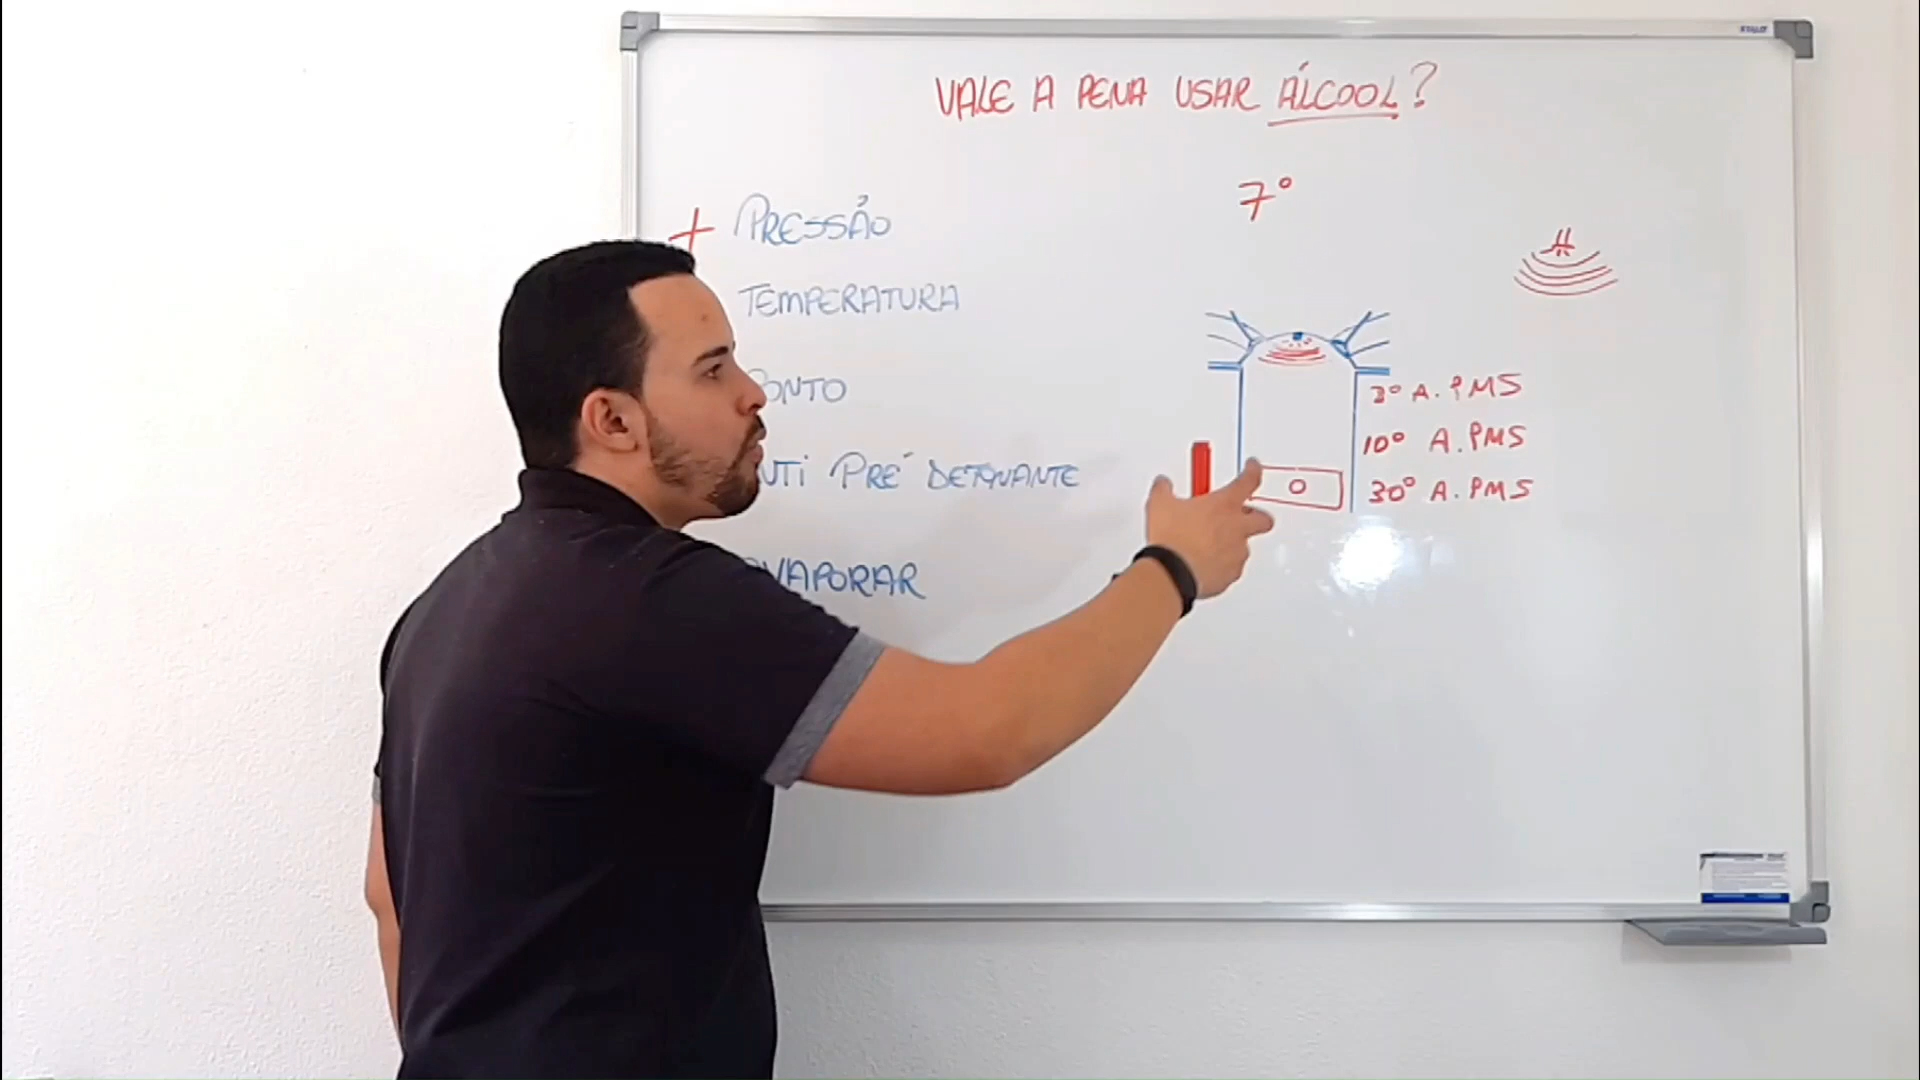 VALE A PENA USAR ÁLCOOL?
7°
+ PRESSÃO
TEMPERATURA
ONTO
NTI PRÉ DETONANTE
VAPORAR
3° A. PMS
10° A. PMS
30° A. PMS